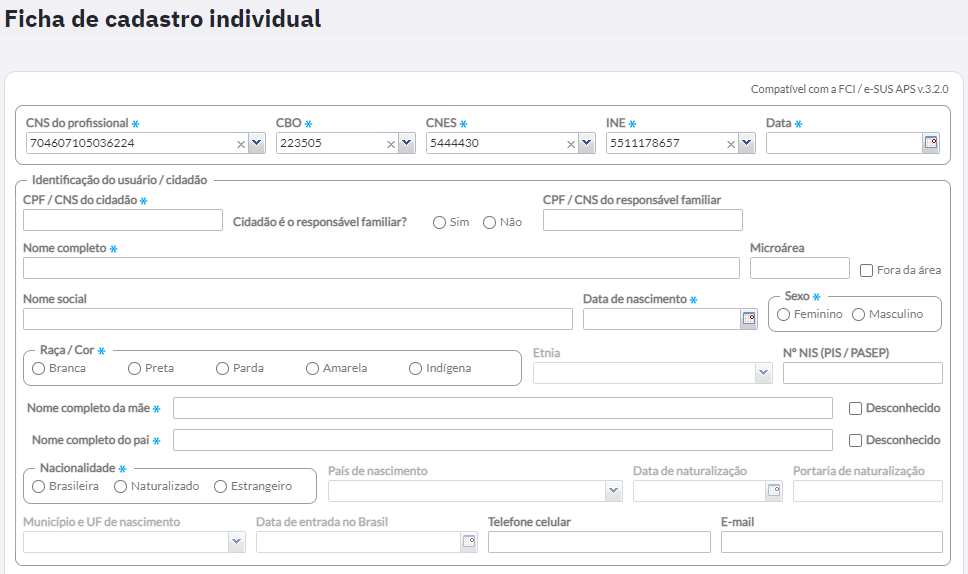 Ficha de cadastro individual
Compatível com a FCI / e-SUS APS v.3.2.0
CNS do profissional * CBO * CNES * INE * Data *
704607105036224 223505 5444430 5511178657
Identificação do usuário / cidadão
CPF / CNS do cidadão * CPF / CNS do responsável familiar
Cidadão é o responsável familiar? Sim Não
Nome completo * Microárea
Fora da área
Nome social Data de nascimento * Sexo *
Feminino Masculino
Raça / Cor * Etnia Nº NIS (PIS / PASEP)
Branca Preta Parda Amarela Indígena
Nome completo da mãe * Desconhecido
Nome completo do pai * Desconhecido
Nacionalidade * País de nascimento Data de naturalização Portaria de naturalização
Brasileira Naturalizado Estrangeiro
Município e UF de nascimento Data de entrada no Brasil Telefone celular E-mail